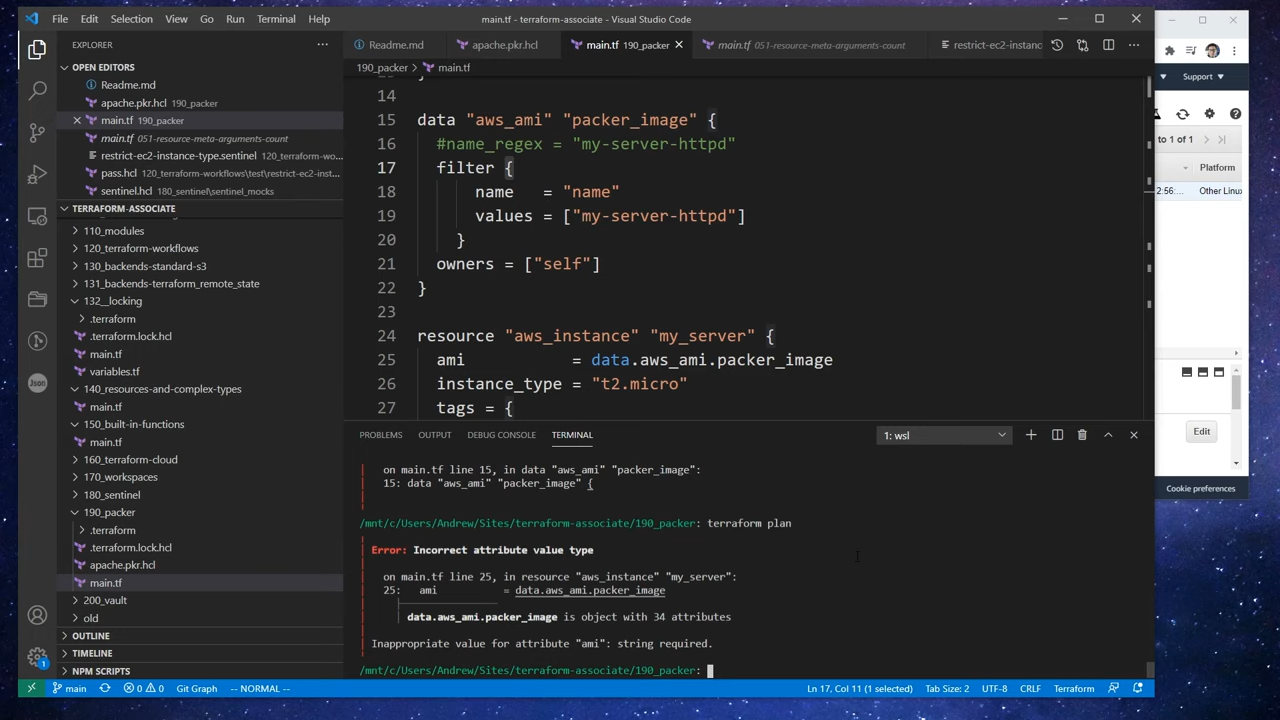 File Edit Selection View Go Run Terminal Help
main.tf - terraform-associate - Visual Studio Code
EXPLORER
OPEN EDITORS
Readme.md
apache.pkr.hcl 190_packer
main.tf 190_packer
main.tf 051-resource-meta-arguments-count
restrict-ec2-instance-type.sentinel 120_terraform-wo...
pass.hcl 120_terraform-workflows\test\restrict-ec2-inst...
sentinel.hcl 180_sentinel\sentinel_mocks
TERRAFORM-ASSOCIATE
110_modules
120_terraform-workflows
130_backends-standard-s3
131_backends-terraform_remote_state
132__locking
.terraform
.terraform.lock.hcl
main.tf
variables.tf
140_resources-and-complex-types
main.tf
150_built-in-functions
main.tf
160_terraform-cloud
170_workspaces
180_sentinel
190_packer
.terraform
.terraform.lock.hcl
apache.pkr.hcl
main.tf
200_vault
old
OUTLINE
TIMELINE
NPM SCRIPTS
Json
1
Readme.md
apache.pkr.hcl
main.tf 190_packer
main.tf 051-resource-meta-arguments-count
restrict-ec2-instanc
190_packer > main.tf
14
15 data "aws_ami" "packer_image" {
16 #name_regex = "my-server-httpd"
17 filter {
18 name = "name"
19 values = ["my-server-httpd"]
20 }
21 owners = ["self"]
22 }
23
24 resource "aws_instance" "my_server" {
25 ami = data.aws_ami.packer_image
26 instance_type = "t2.micro"
27 tags = {
PROBLEMS OUTPUT DEBUG CONSOLE TERMINAL
1: wsl
on main.tf line 15, in data "aws_ami" "packer_image":
15: data "aws_ami" "packer_image" {
/mnt/c/Users/Andrew/Sites/terraform-associate/190_packer: terraform plan
Error: Incorrect attribute value type
on main.tf line 25, in resource "aws_instance" "my_server":
25: ami = data.aws_ami.packer_image
data.aws_ami.packer_image is object with 34 attributes
Inappropriate value for attribute "ami": string required.
/mnt/c/Users/Andrew/Sites/terraform-associate/190_packer:
main 0 0 Git Graph -- NORMAL --
Ln 17, Col 11 (1 selected) Tab Size: 2 UTF-8 CRLF Terraform
Support
to 1 of 1
Platform
2:56:... Other Linux
Edit
Cookie preferences